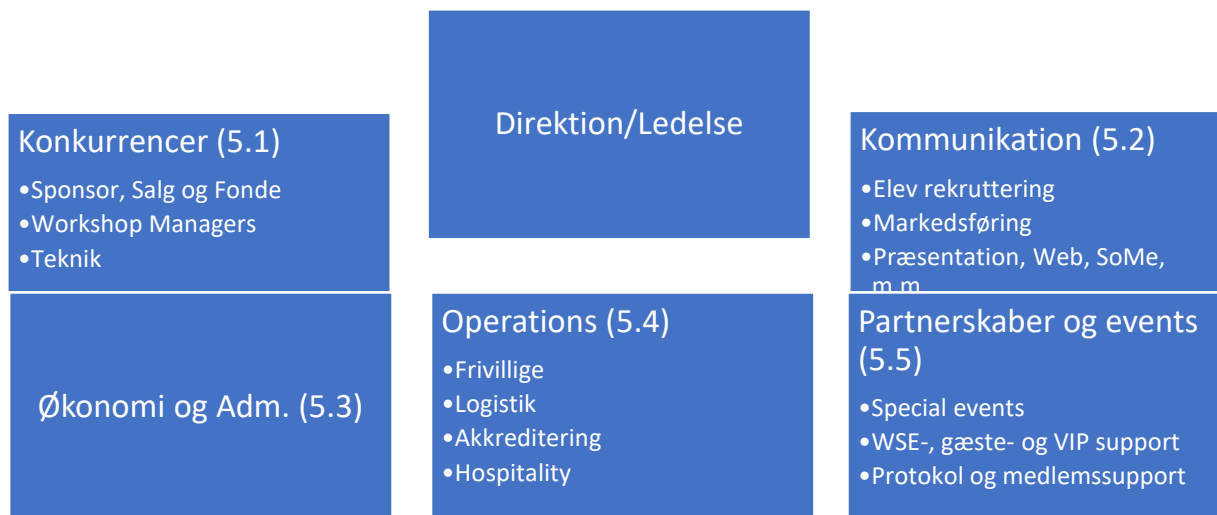 Direktion/Ledelse
Konkurrencer (5.1)
•Sponsor, Salg og Fonde
•Workshop Managers
•Teknik
Kommunikation (5.2)
•Elev rekruttering
•Markedsføring
•Præsentation, Web, SoMe,
m.m
Økonomi og Adm. (5.3)
Operations (5.4)
•Frivillige
•Logistik
•Akkreditering
•Hospitality
Partnerskaber og events
(5.5)
•Special events
•WSE-, gæste- og VIP support
•Protokol og medlemssupport